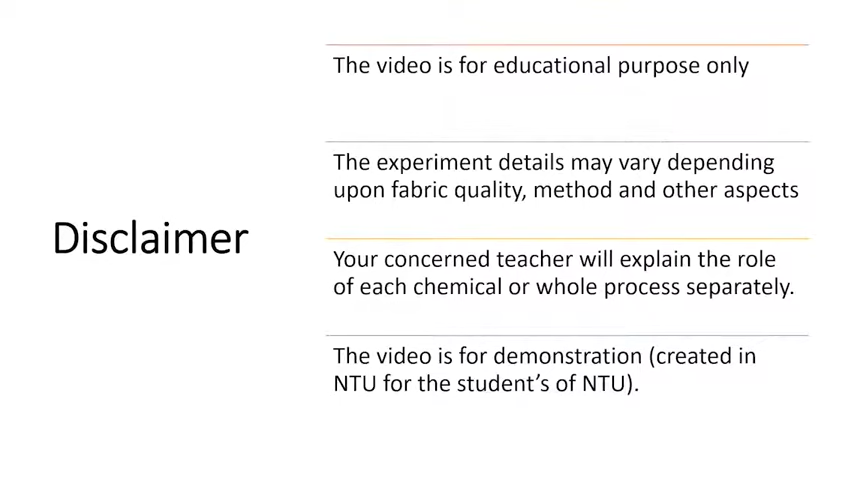 Disclaimer
The video is for educational purpose only
The experiment details may vary depending
upon fabric quality, method and other aspects
Your concerned teacher will explain the role
of each chemical or whole process separately.
The video is for demonstration (created in
NTU for the student’s of NTU).